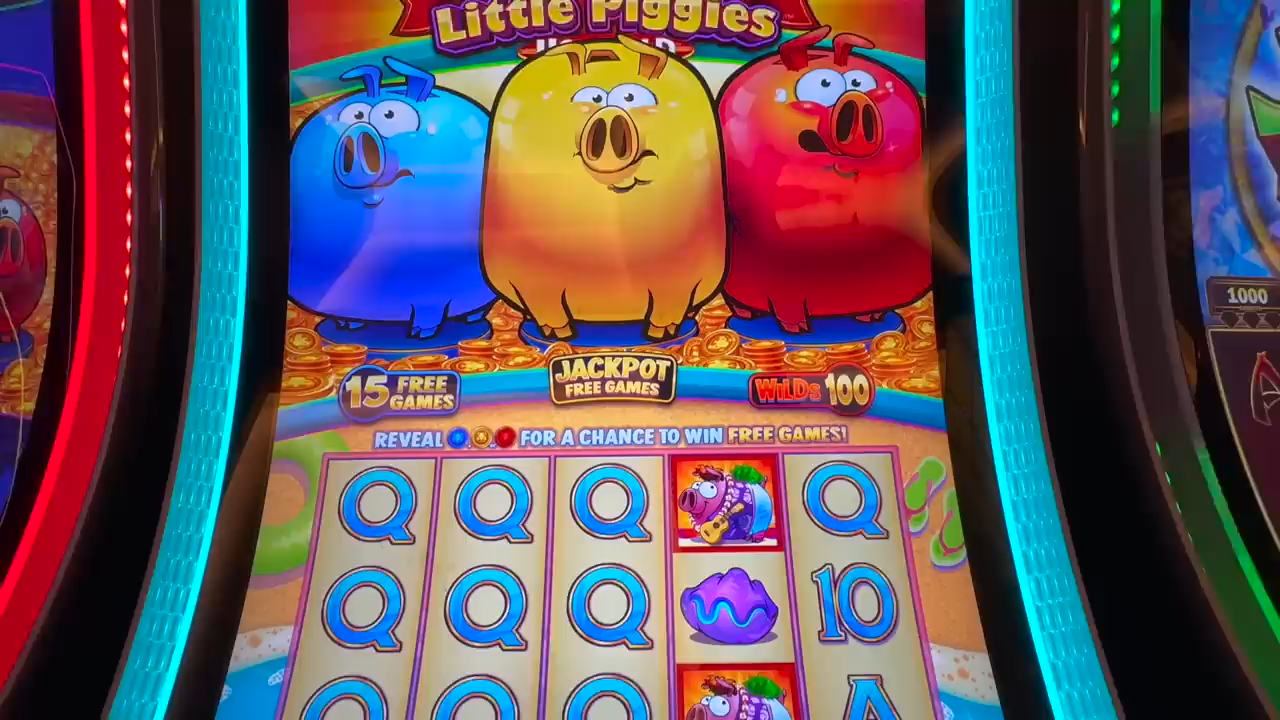 Little Piggies
1000
15 FREE GAMES
JACKPOT
FREE GAMES
WILDS 100
REVEAL FOR A CHANCE TO WIN FREE GAMES!
Q Q Q Q
Q Q Q 10
Q Q Q A